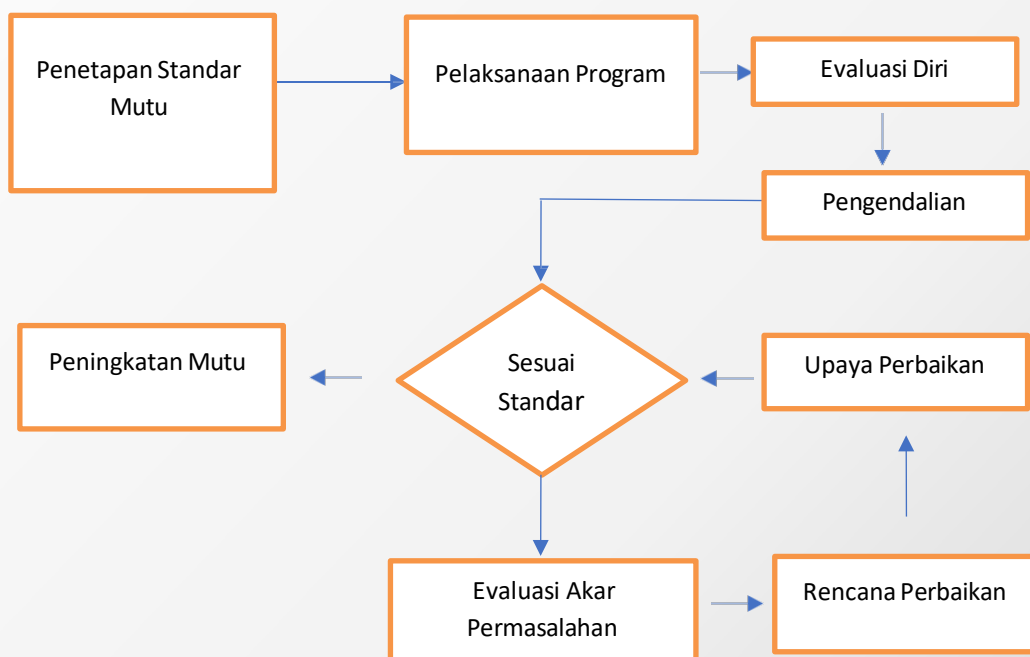 Penetapan Standar
Mutu
Pelaksanaan Program
Evaluasi Diri
Pengendalian
Sesuai
Standar
Peningkatan Mutu
Upaya Perbaikan
Evaluasi Akar
Permasalahan
Rencana Perbaikan